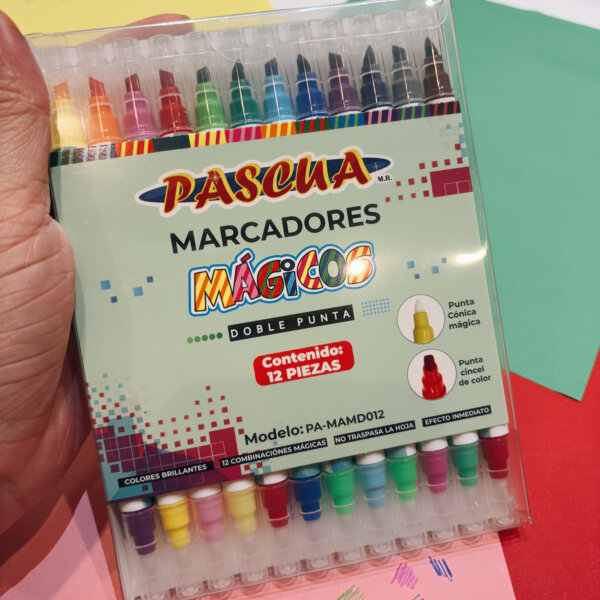 PASCUA
M.R.
MARCADORES
MÁGICOS
DOBLE PUNTA
Punta
Cónica
mágica
Contenido:
12 PIEZAS
Punta
cincel
de color
Modelo: PA-MAMD012
COLORES BRILLANTES
12 COMBINACIÓNES MÁGICAS
NO TRASPASA LA HOJA
EFECTO INMEDIATO